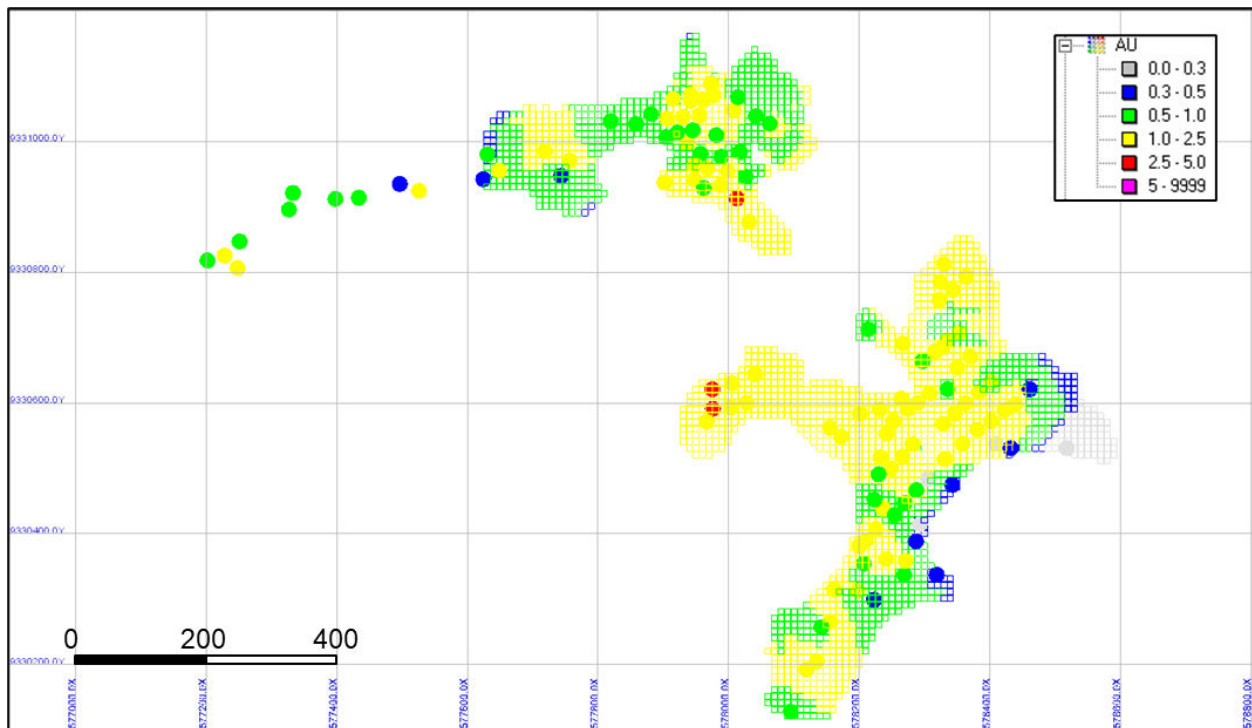 AU
0.0 - 0.3
0.3 - 0.5
0.5 - 1.0
1.0 - 2.5
2.5 - 5.0
5 - 9999
9331000.0Y
9330800.0Y
9330600.0Y
9330400.0Y
9330200.0Y
0 200 400
577000.0X
577200.0X
577400.0X
577600.0X
577800.0X
578000.0X
578200.0X
578400.0X
578600.0X
578800.0X